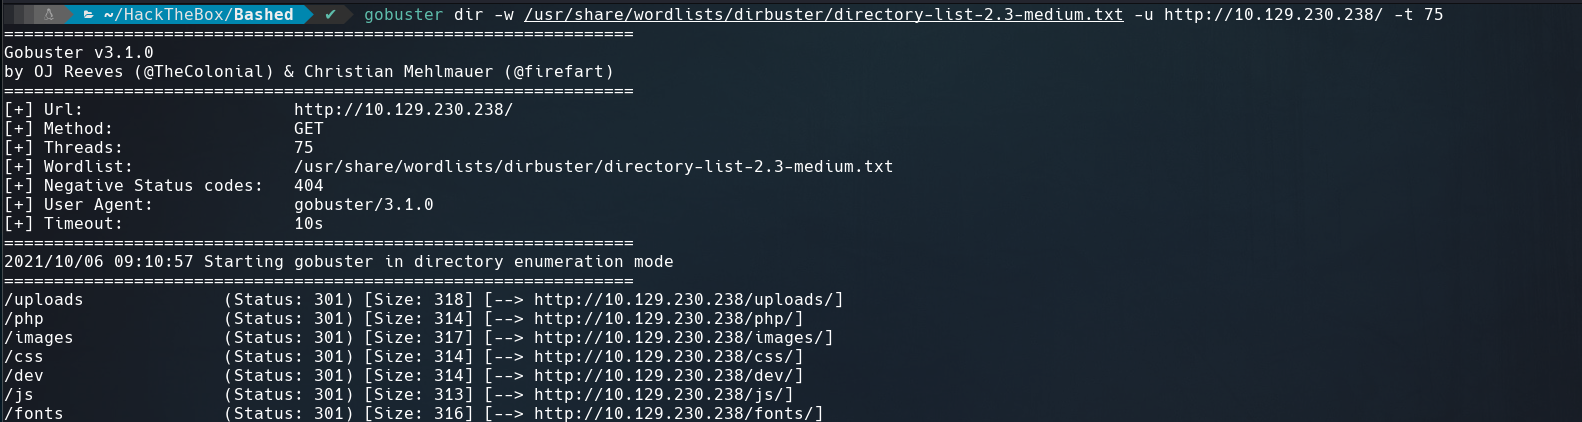 ~/HackTheBox/Bashed ✔ gobuster dir -w /usr/share/wordlists/dirbuster/directory-list-2.3-medium.txt -u http://10.129.230.238/ -t 75
===============================================================
Gobuster v3.1.0
by OJ Reeves (@TheColonial) & Christian Mehlmauer (@firefart)
===============================================================
[+] Url:                     http://10.129.230.238/
[+] Method:                  GET
[+] Threads:                 75
[+] Wordlist:                /usr/share/wordlists/dirbuster/directory-list-2.3-medium.txt
[+] Negative Status codes:   404
[+] User Agent:              gobuster/3.1.0
[+] Timeout:                 10s
===============================================================
2021/10/06 09:10:57 Starting gobuster in directory enumeration mode
===============================================================
/uploads              (Status: 301) [Size: 318] [--> http://10.129.230.238/uploads/]
/php                  (Status: 301) [Size: 314] [--> http://10.129.230.238/php/]
/images               (Status: 301) [Size: 317] [--> http://10.129.230.238/images/]
/css                  (Status: 301) [Size: 314] [--> http://10.129.230.238/css/]
/dev                  (Status: 301) [Size: 314] [--> http://10.129.230.238/dev/]
/js                   (Status: 301) [Size: 313] [--> http://10.129.230.238/js/]
/fonts                (Status: 301) [Size: 316] [--> http://10.129.230.238/fonts/]